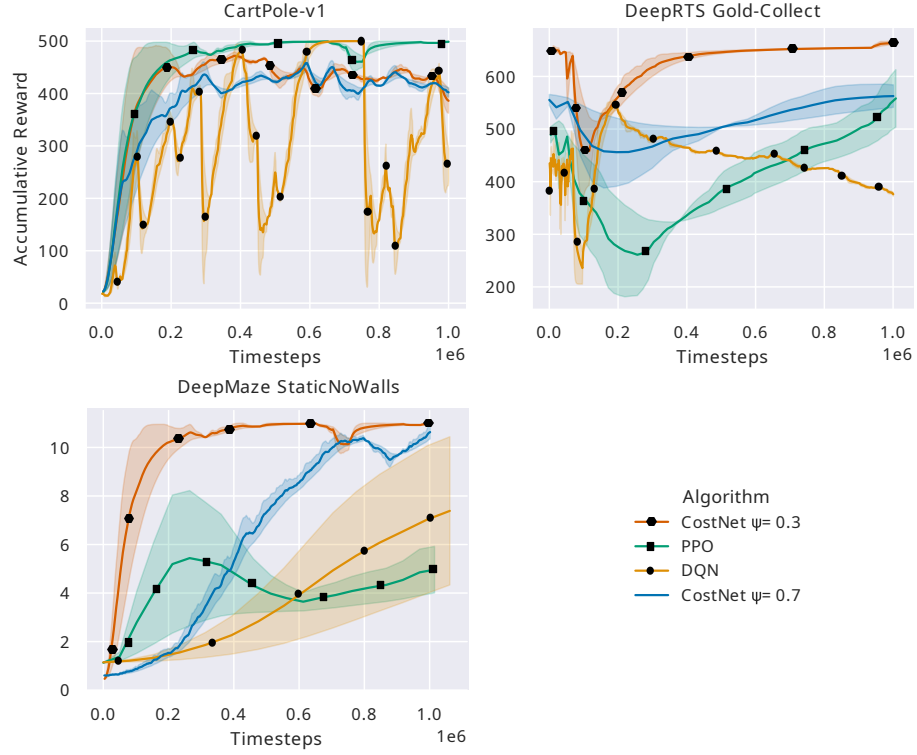 CartPole-v1
500
400
300
200
100
0
Accumulative Reward
0.0 0.2 0.4 0.6 0.8 1.0
1e6
Timesteps
DeepRTS Gold-Collect
600
500
400
300
200
0.0 0.2 0.4 0.6 0.8 1.0
1e6
Timesteps
DeepMaze StaticNoWalls
10
8
6
4
2
0
0.0 0.2 0.4 0.6 0.8 1.0
1e6
Timesteps
Algorithm
CostNet ψ= 0.3
PPO
DQN
CostNet ψ= 0.7